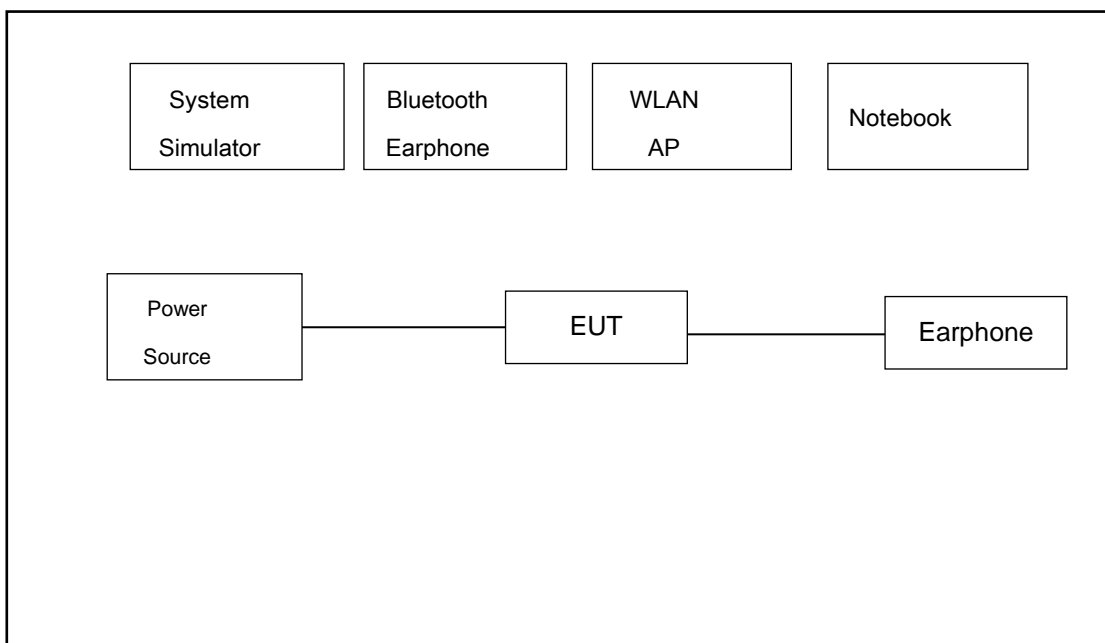 System
Simulator
Bluetooth
Earphone
WLAN
AP
Notebook
Power
Source
EUT
Earphone